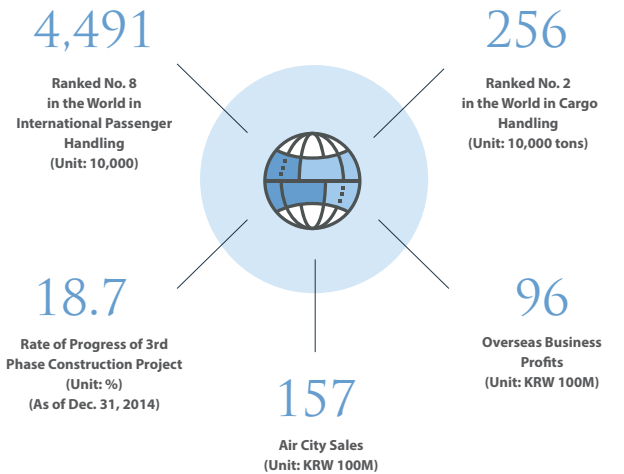 4,491
Ranked No. 8
in the World in
International Passenger
Handling
(Unit: 10,000)
256
Ranked No. 2
in the World in Cargo
Handling
(Unit: 10,000 tons)
18.7
Rate of Progress of 3rd
Phase Construction Project
(Unit: %)
(As of Dec. 31, 2014)
157
Air City Sales
(Unit: KRW 100M)
96
Overseas Business
Profits
(Unit: KRW 100M)